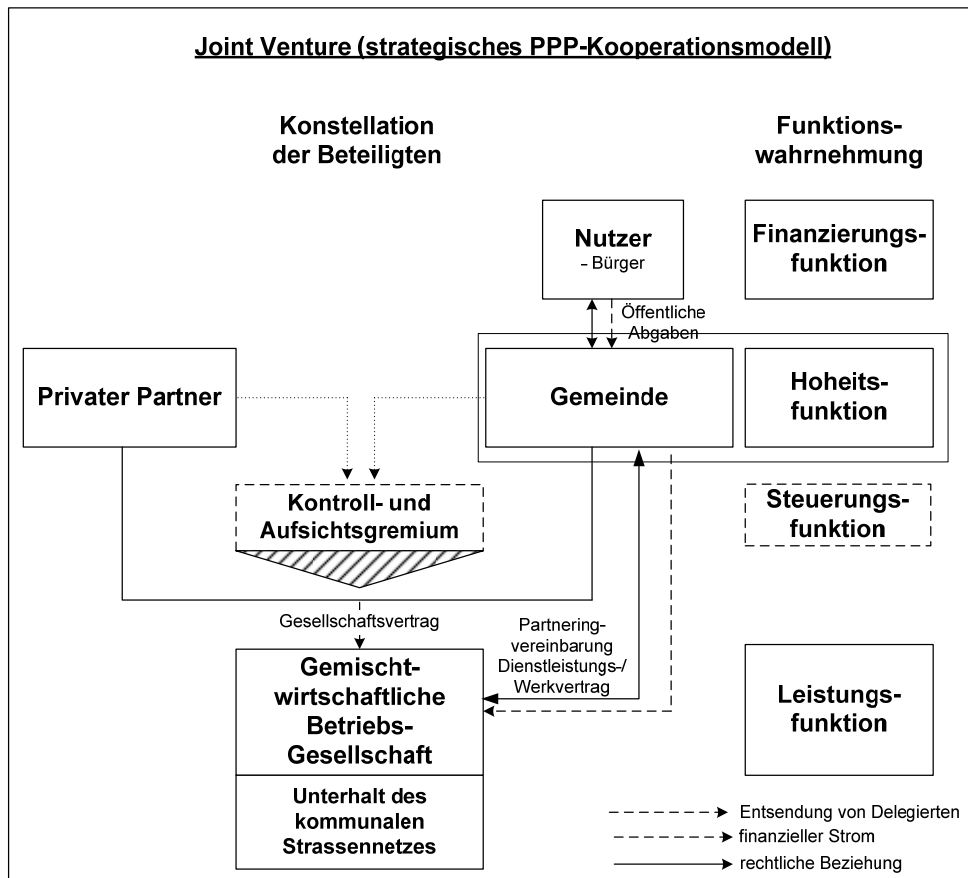 Joint Venture (strategisches PPP-Kooperationsmodell)
Konstellation
der Beteiligten
Funktions-
wahrnehmung
Nutzer
– Bürger
Finanzierungs-
funktion
Öffentliche
Abgaben
Privater Partner
Gemeinde
Hoheits-
funktion
Kontroll- und
Aufsichtsgremium
Steuerungs-
funktion
Gesellschaftsvertrag
Partnering-
vereinbarung
Dienstleistungs-/
Werkvertrag
Gemischt-
wirtschaftliche
Betriebs-
Gesellschaft
Leistungs-
funktion
Unterhalt des
kommunalen
Strassennetzes
Entsendung von Delegierten
finanzieller Strom
rechtliche Beziehung